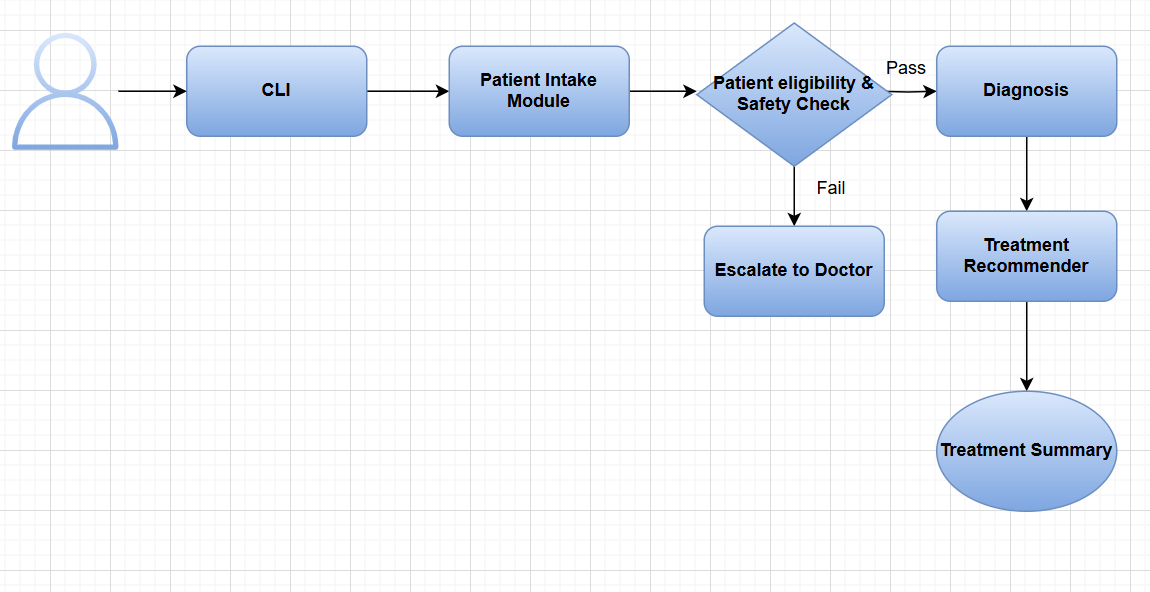 CLI
Patient Intake
Module
Patient eligibility &
Safety Check
Pass
Diagnosis
Fail
Escalate to Doctor
Treatment
Recommender
Treatment Summary